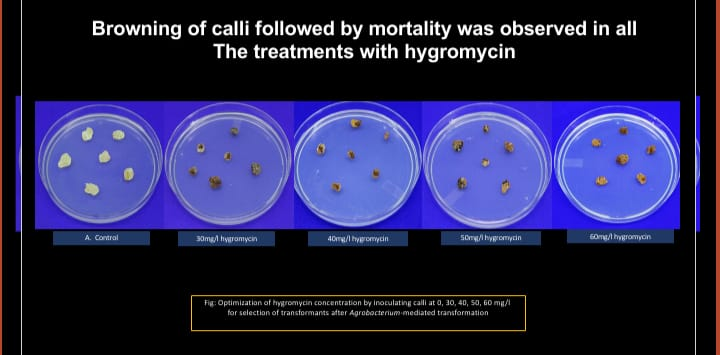 Browning of calli followed by mortality was observed in all
The treatments with hygromycin
A. Control
30mg/l hygromycin
40mg/l hygromycin
50mg/l hygromycin
60mg/l hygromycin
Fig: Optimization of hygromycin concentration by inoculating calli at 0, 30, 40, 50, 60 mg/l
for selection of transformants after Agrobacterium-mediated transformation